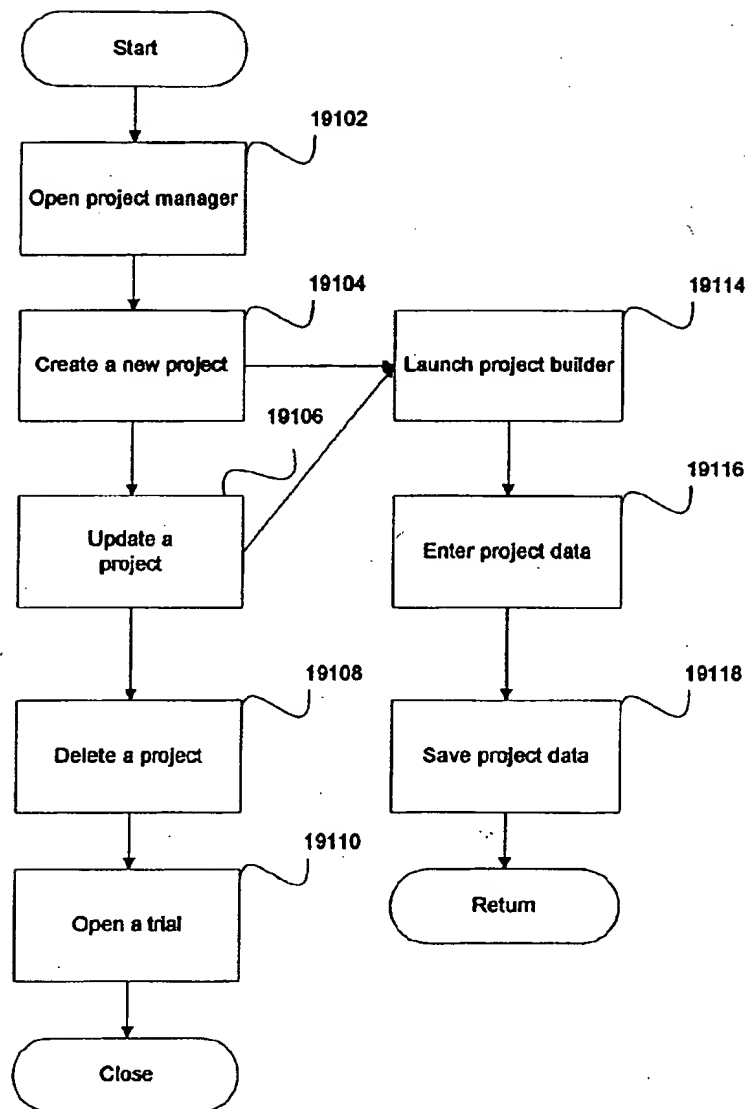 Start
19102
Open project manager
19104
Create a new project
19114
Launch project builder
19106
Update a
project
19116
Enter project data
19108
Delete a project
19118
Save project data
19110
Open a trial
Return
Close